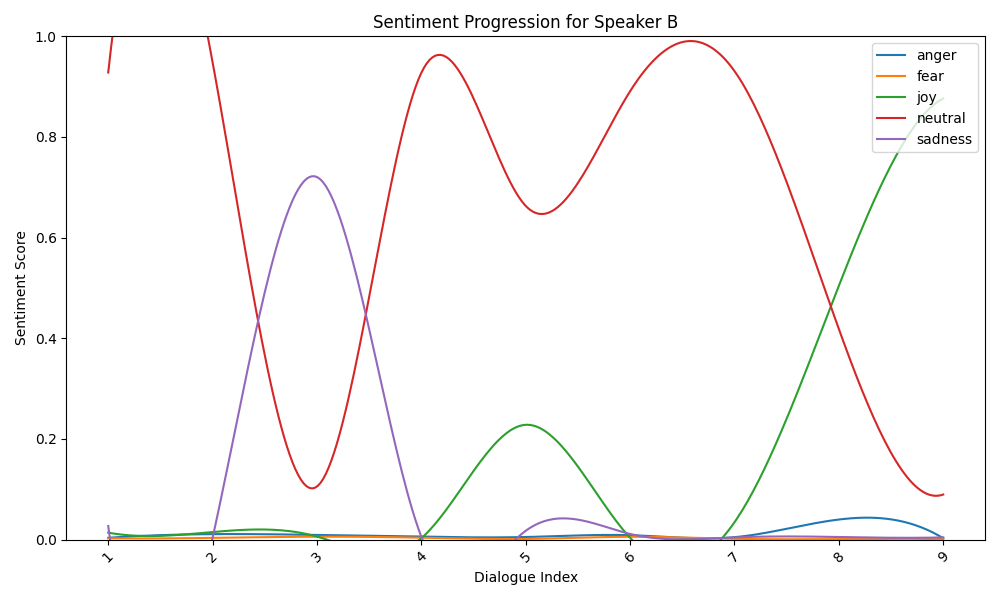 Sentiment Progression for Speaker B
1.0
0.8
0.6
0.4
0.2
0.0
Sentiment Score
anger
fear
joy
neutral
sadness
1 2 3 4 5 6 7 8 9
Dialogue Index